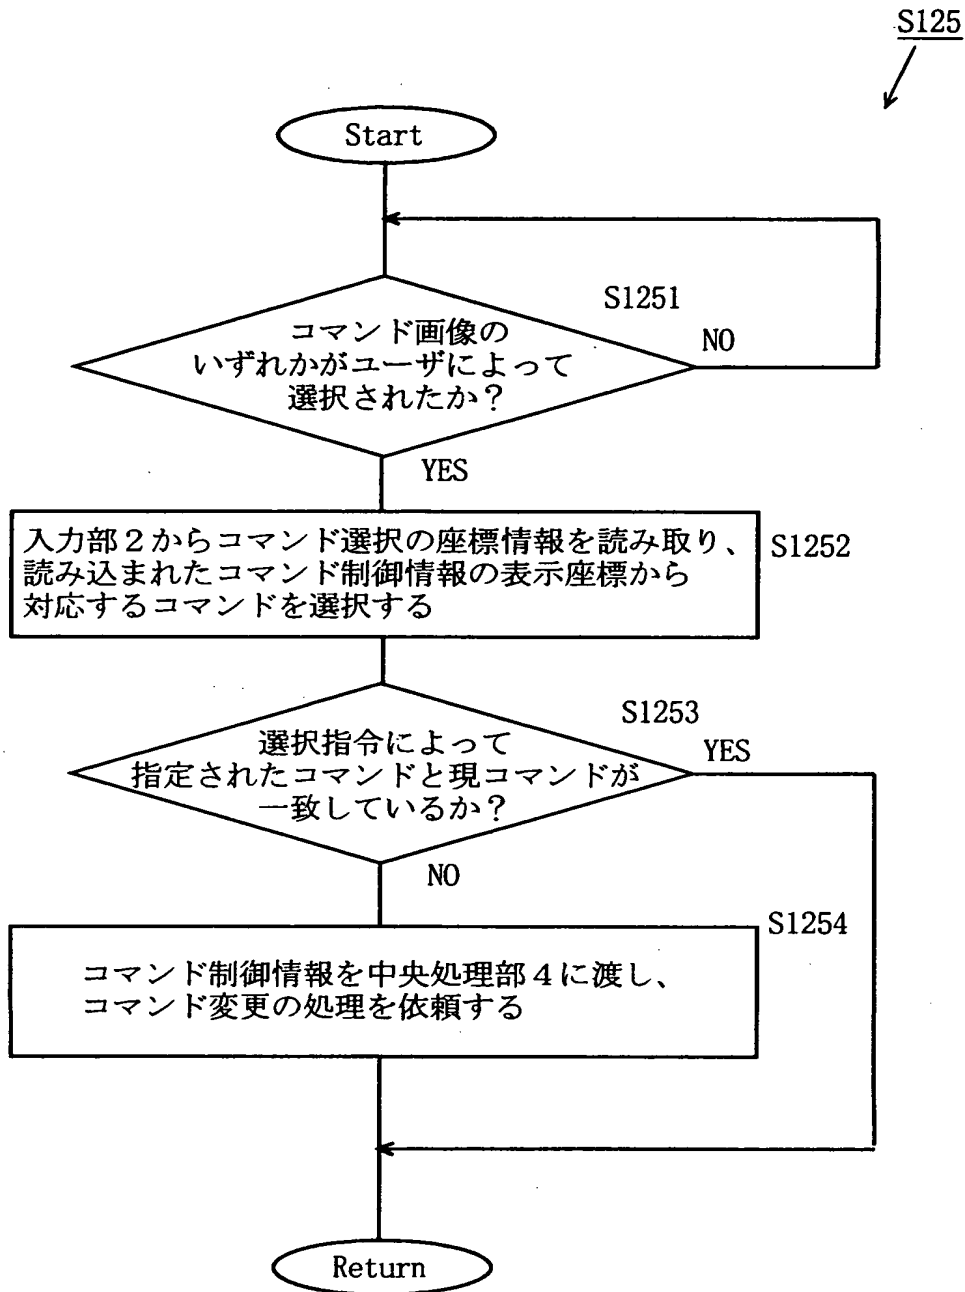 S125
Start
S1251
コマンド画像の
いずれかがユーザによって
選択されたか？
NO
YES
入力部２からコマンド選択の座標情報を読み取り、
読み込まれたコマンド制御情報の表示座標から
対応するコマンドを選択する
S1252
S1253
選択指令によって
指定されたコマンドと現コマンドが
一致しているか？
YES
NO
S1254
コマンド制御情報を中央処理部４に渡し、
コマンド変更の処理を依頼する
Return